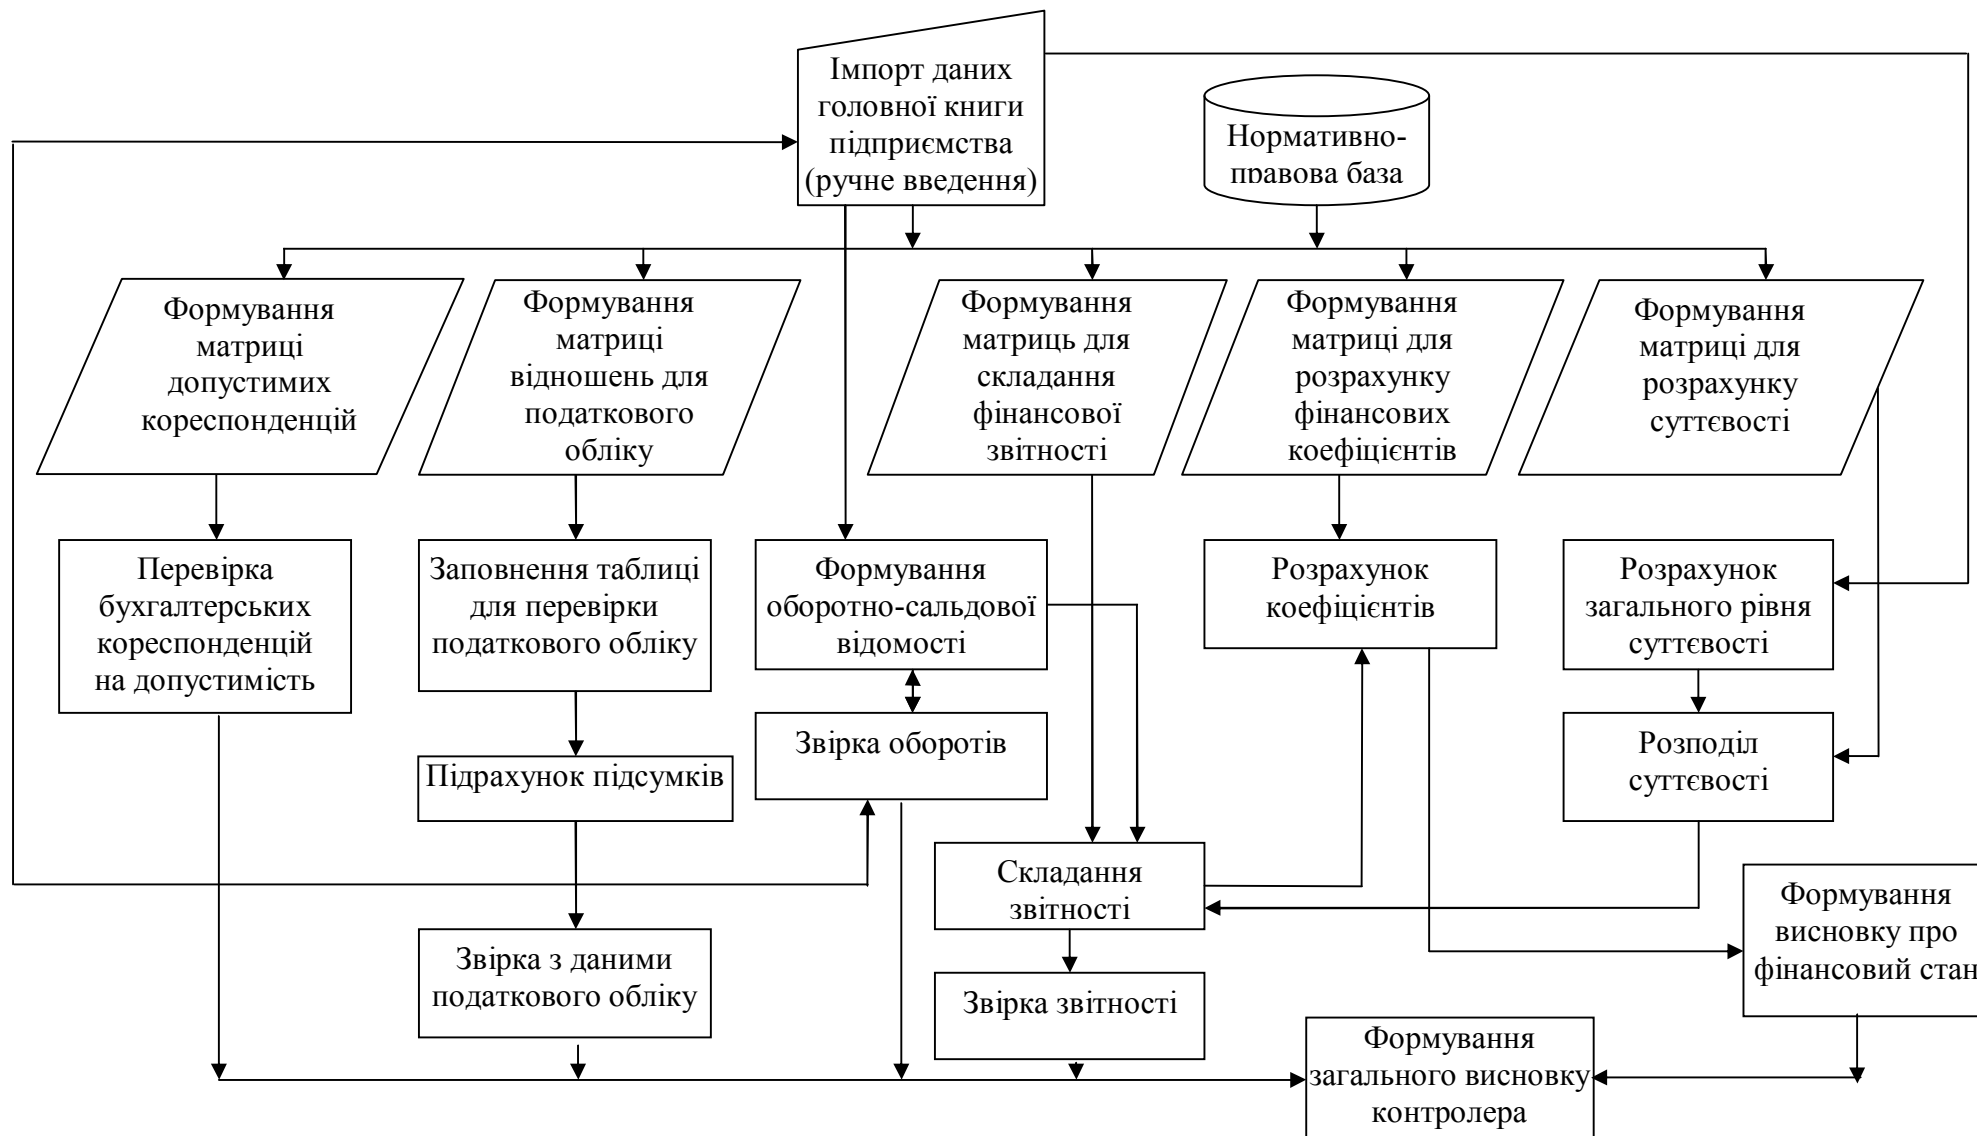 Імпорт даних
головної книги
підприємства
(ручне введення)
Нормативно-
правова база
Формування
матриці
допустимих
кореспонденцій
Формування
матриці
відношень для
податкового
обліку
Формування
матриць для
складання
фінансової
звітності
Формування
матриці для
розрахунку
фінансових
коефіцієнтів
Формування
матриці для
розрахунку
суттєвості
Перевірка
бухгалтерських
кореспонденцій
на допустимість
Заповнення таблиці
для перевірки
податкового обліку
Формування
оборотно-сальдової
відомості
Розрахунок
коефіцієнтів
Розрахунок
загального рівня
суттєвості
Підрахунок підсумків
Звірка оборотів
Розподіл
суттєвості
Складання
звітності
Формування
висновку про
фінансовий стан
Звірка з даними
податкового обліку
Звірка звітності
Формування
загального висновку
контролера